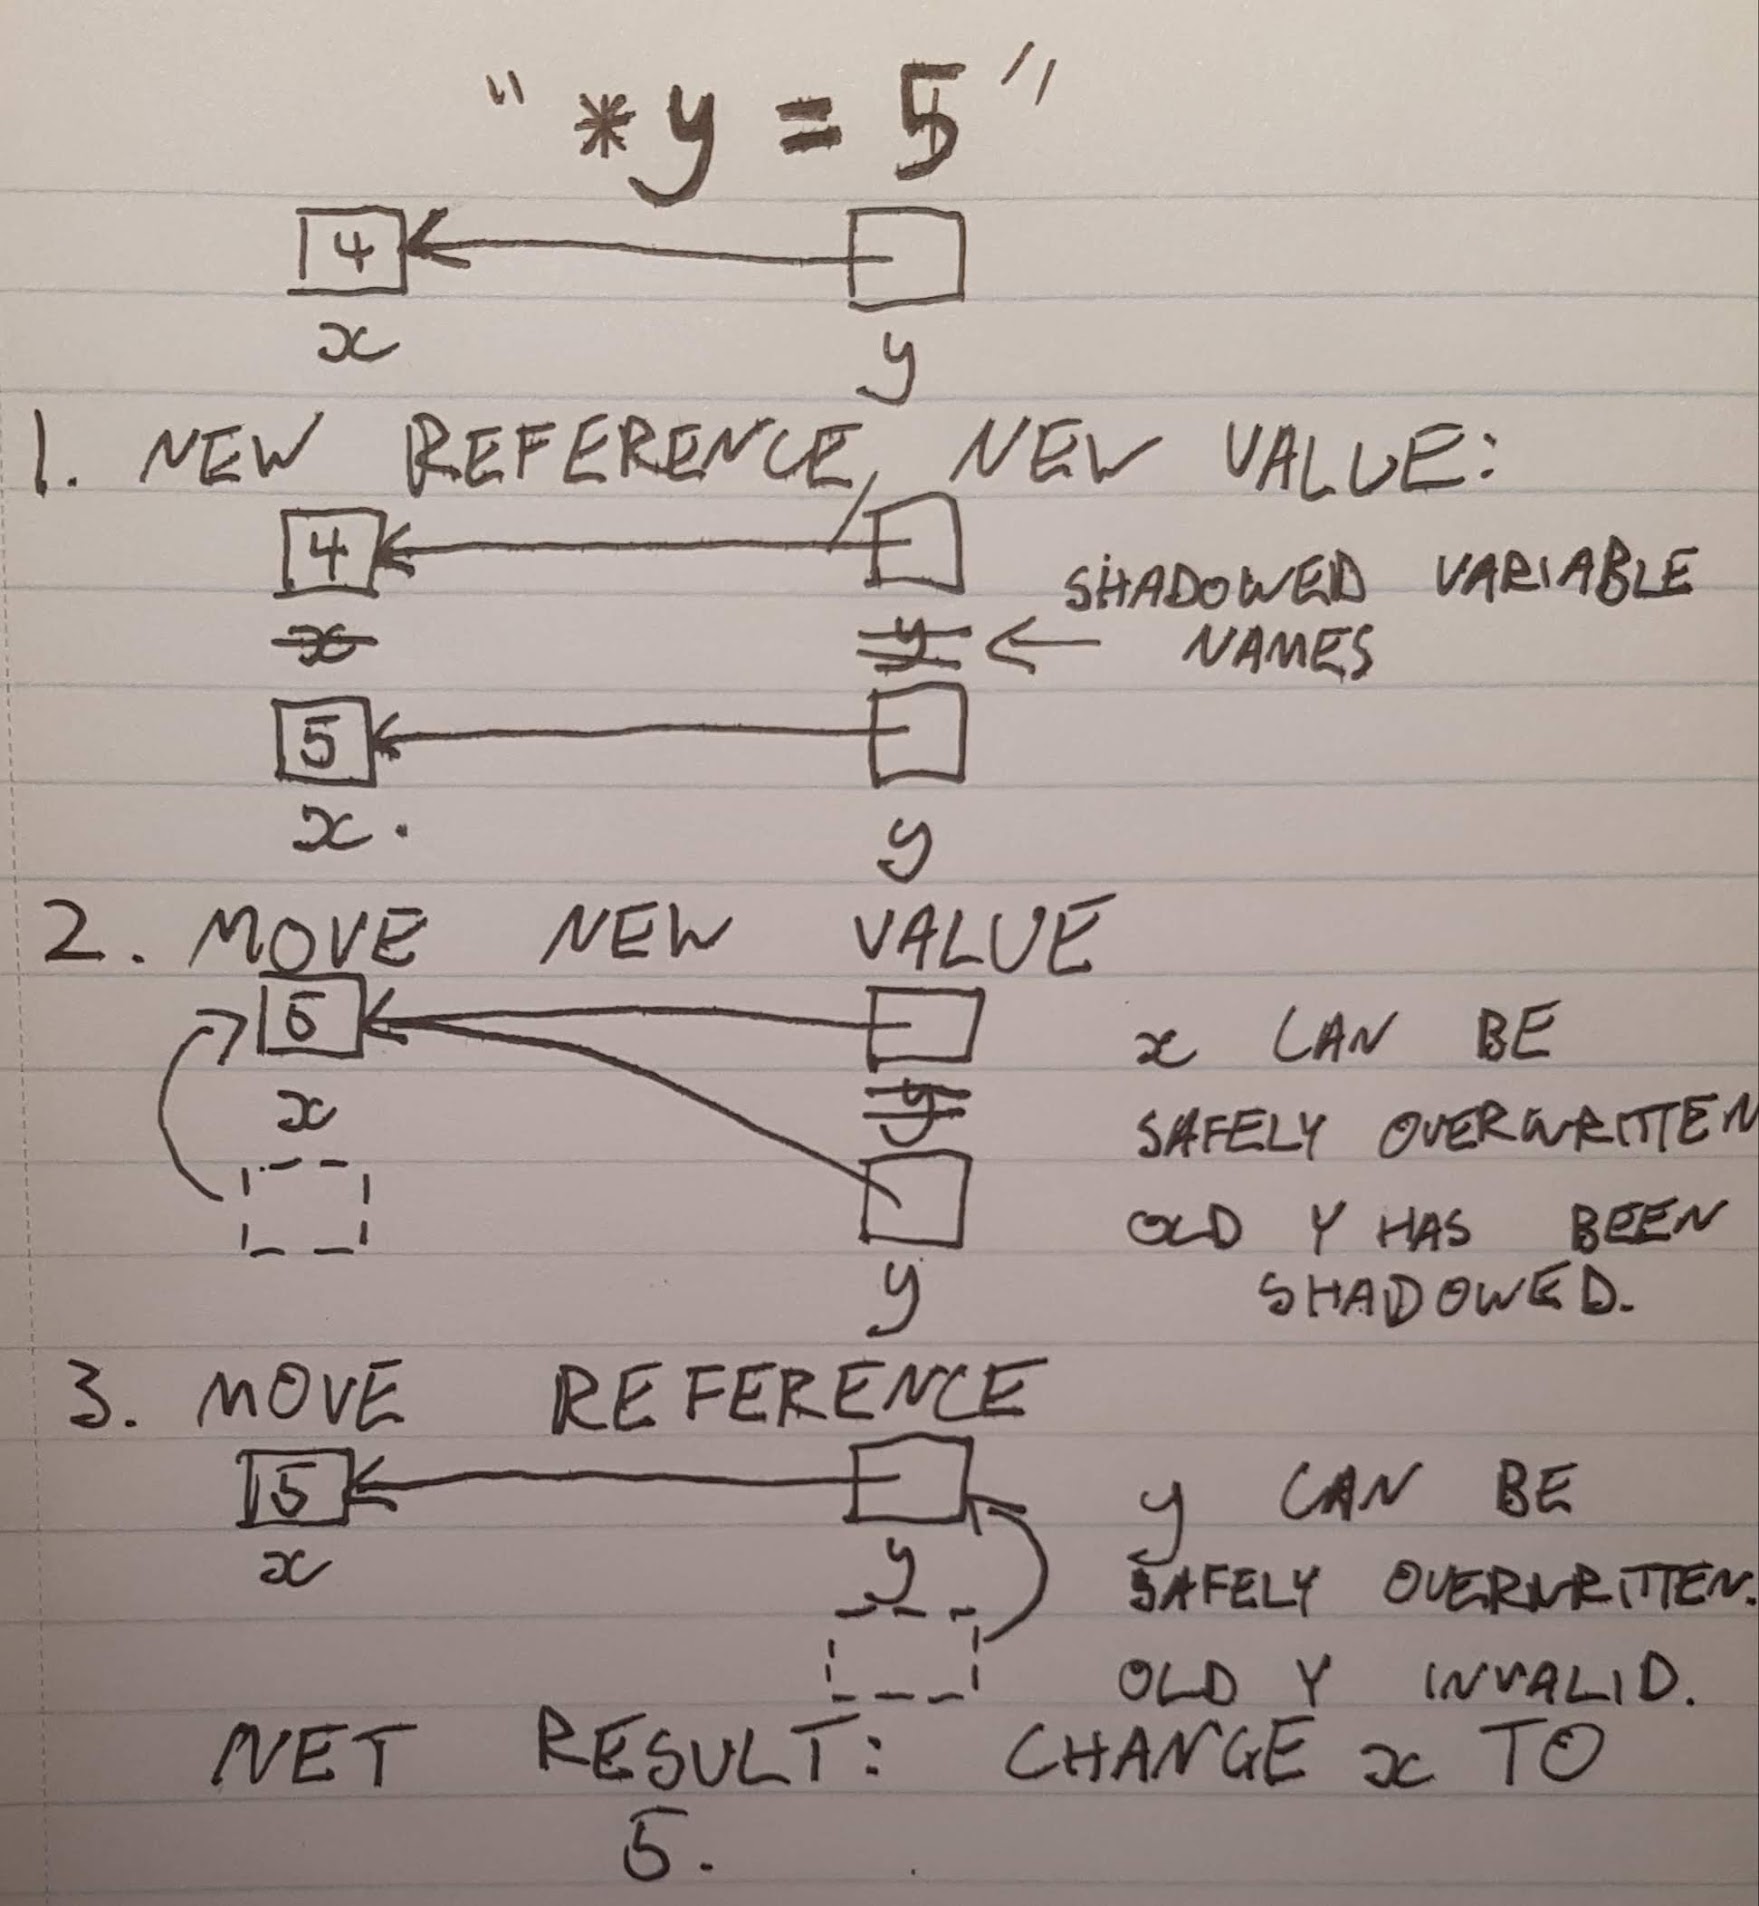 "*y = 5"
4
x y
1. NEW REFERENCE, NEW VALUE:
4
x y ← SHADOWED VARIABLE
NAMES
5
x. y
2. MOVE NEW VALUE
5
x CAN BE
x y
SAFELY OVERWRITTEN
OLD Y HAS BEEN
SHADOWED.
y
3. MOVE REFERENCE
5
y CAN BE
x y
SAFELY OVERWRITTEN.
OLD Y INVALID.
NET RESULT: CHANGE x TO
5.